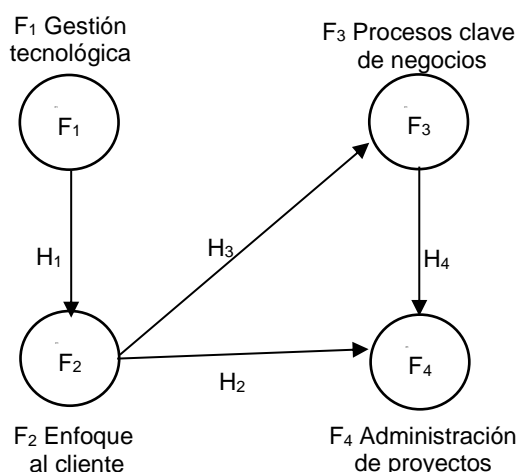 F₁ Gestión
tecnológica
F₃ Procesos clave
de negocios
F₁
F₃
H₁
H₃
H₄
F₂
F₄
H₂
F₂ Enfoque
al cliente
F₄ Administración
de proyectos